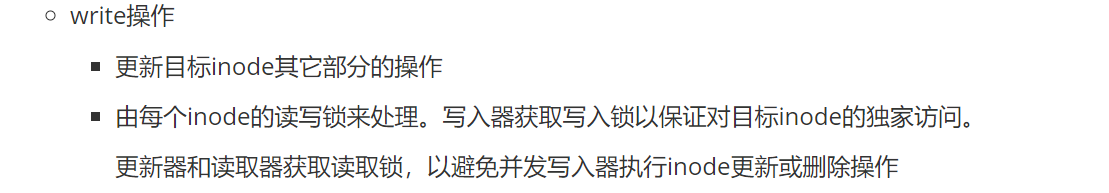 write操作
更新目标inode其它部分的操作
由每个inode的读写锁来处理。写入器获取写入锁以保证对目标inode的独家访问。
更新器和读取器获取读取锁，以避免并发写入器执行inode更新或删除操作